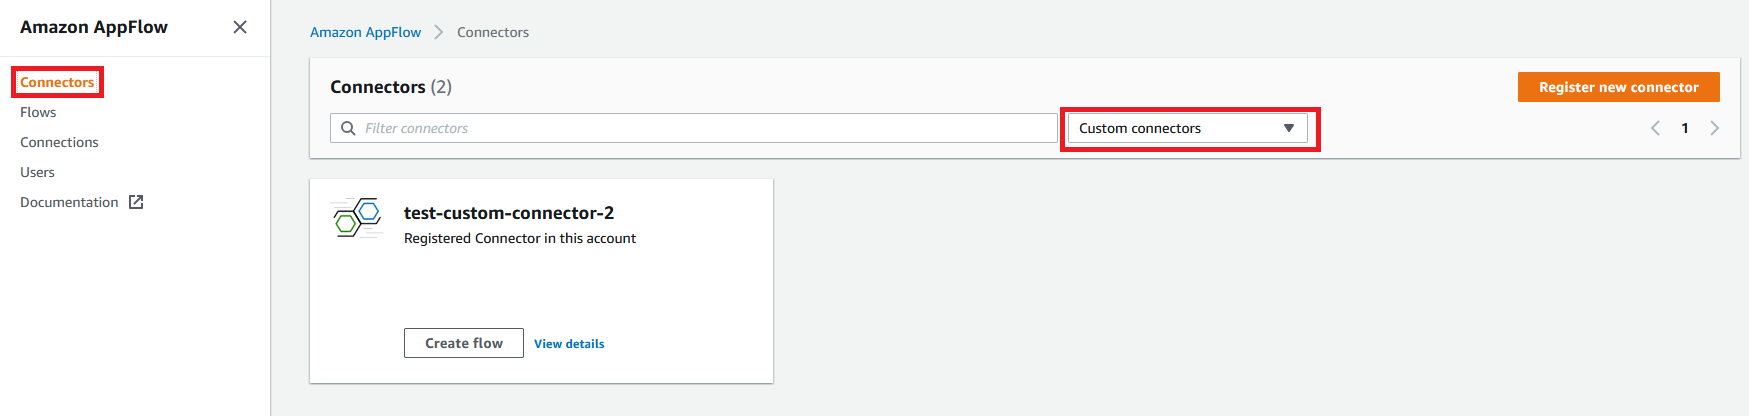 Amazon AppFlow
Connectors
Flows
Connections
Users
Documentation
Amazon AppFlow
Connectors
Connectors (2)
Register new connector
Filter connectors
Custom connectors
1
test-custom-connector-2
Registered Connector in this account
Create flow
View details